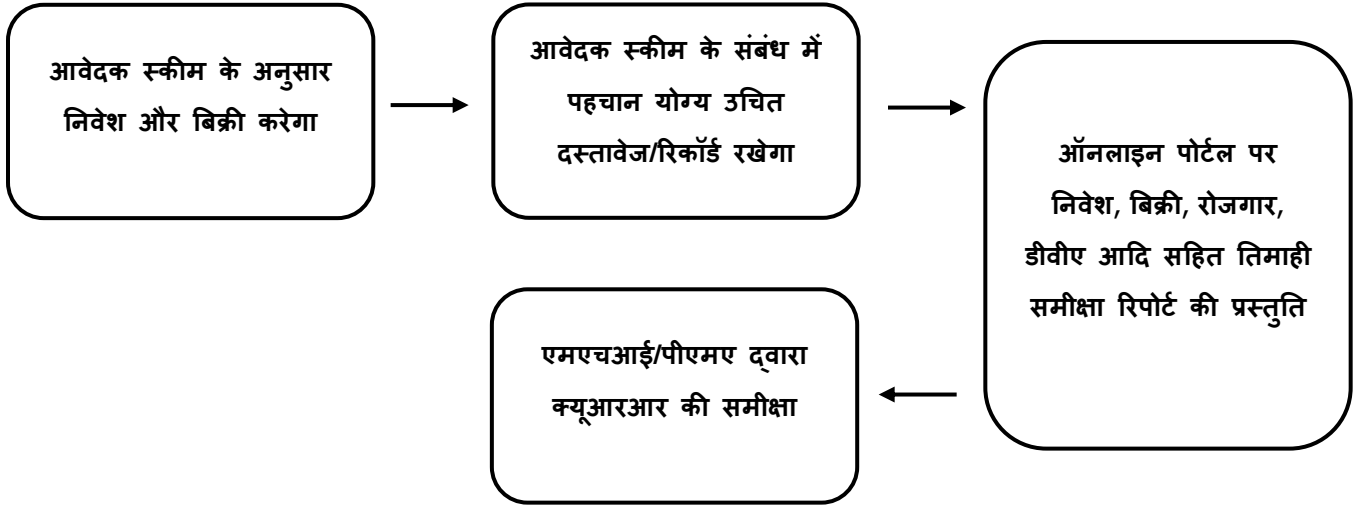 आवेदक स्कीम के अनुसार
निवेश और बिक्री करेगा
आवेदक स्कीम के संबंध में
पहचान योग्य उचित
दस्तावेज/रिकॉर्ड रखेगा
ऑनलाइन पोर्टल पर
निवेश, बिक्री, रोजगार,
डीवीए आदि सहित तिमाही
समीक्षा रिपोर्ट की प्रस्तुति
एमएचआई/पीएमए द्वारा
क्यूआरआर की समीक्षा